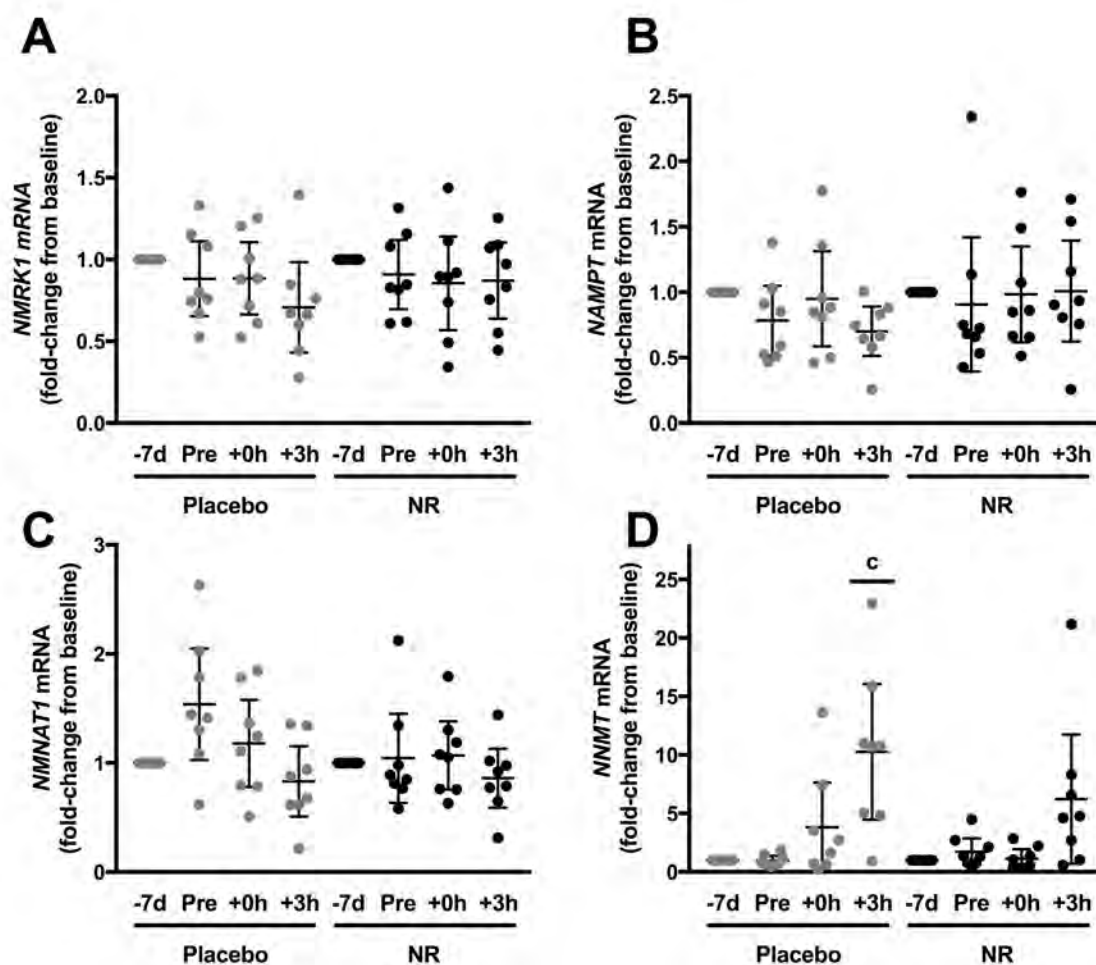 A
NMRK1 mRNA
(fold-change from baseline)
2.0
1.5
1.0
0.5
0.0
-7d Pre +0h +3h -7d Pre +0h +3h
Placebo NR
B
NAMPT mRNA
(fold-change from baseline)
2.5
2.0
1.5
1.0
0.5
0.0
-7d Pre +0h +3h -7d Pre +0h +3h
Placebo NR
C
NMNAT1 mRNA
(fold-change from baseline)
3
2
1
0
-7d Pre +0h +3h -7d Pre +0h +3h
Placebo NR
D
NNMT mRNA
(fold-change from baseline)
25
20
15
10
5
0
c
-7d Pre +0h +3h -7d Pre +0h +3h
Placebo NR